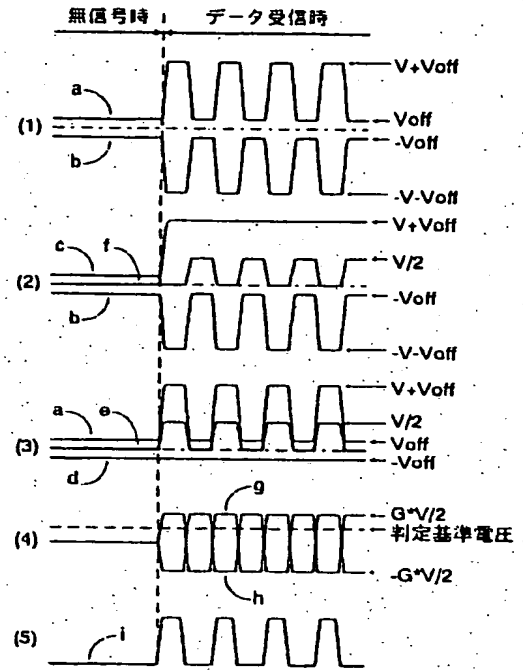 無信号時 データ受信時
V+Voff
a
(1)
Voff
-Voff
b
-V-Voff
V+Voff
c f
V/2
(2)
-Voff
b
-V-Voff
V+Voff
a e
V/2
(3)
Voff
-Voff
d
g
G*V/2
(4)
判定基準電圧
-G*V/2
h
(5)
i